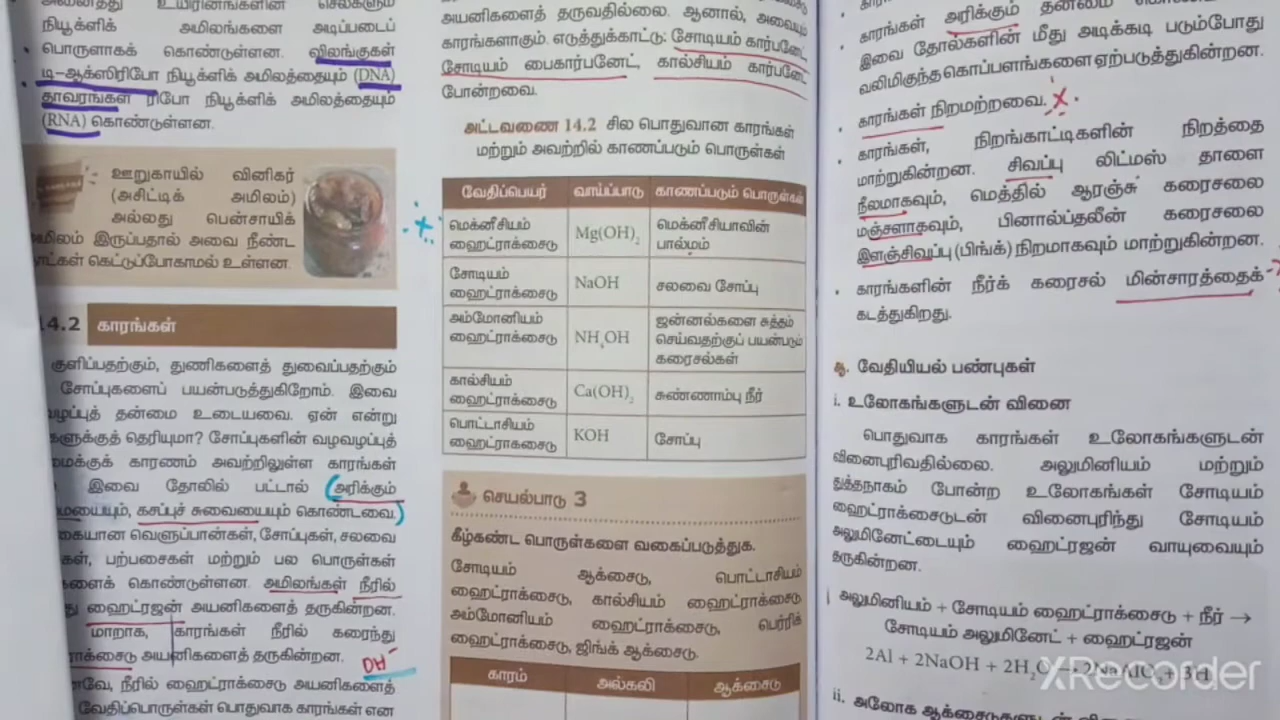 உயிரினங்களின் செல்களும்
நியூக்ளிக் அமிலங்களை அடிப்படைப்
பொருளாகக் கொண்டுள்ளன. விலங்குகள்
டி-ஆக்ஸிரிபோ நியூக்ளிக் அமிலத்தையும் (DNA)
தாவரங்கள் ரிபோ நியூக்ளிக் அமிலத்தையும்
(RNA) கொண்டுள்ளன.
ஊறுகாயில் வினிகர்
(அசிட்டிக் அமிலம்)
அல்லது பென்சாயிக்
இருப்பதால் அவை நீண்ட
கெட்டுப்போகாமல் உள்ளன.
14.2 காரங்கள்
குளிப்பதற்கும், துணிகளைத் துவைப்பதற்கும்
சோப்புகளைப் பயன்படுத்துகிறோம். இவை
தன்மை உடையவை. ஏன் என்று
தெரியுமா? சோப்புகளின் வழவழப்புத்
காரணம் அவற்றிலுள்ள காரங்கள்
இவை தோலில் பட்டால் (அரிக்கும்
கசப்புச் சுவையையும் கொண்டவை.)
வெளுப்பான்கள், சோப்புகள், சலவை
பற்பசைகள் மற்றும் பல பொருள்கள்
கொண்டுள்ளன. அமிலங்கள் நீரில்
ஹைட்ரஜன் அயனிகளைத் தருகின்றன.
மாறாக, காரங்கள் நீரில் கரைந்து
அயனிகளைத் தருகின்றன.
OH⁻
நீரில் ஹைட்ராக்சைடு அயனிகளைத்
வேதிப்பொருள்கள் பொதுவாக காரங்கள் என
அயனிகளைத் தருவதில்லை. ஆனால், அவையும்
காரங்களாகும். எடுத்துக்காட்டு: சோடியம் கார்பனேட்,
சோடியம் பைகார்பனேட், கால்சியம் கார்பனேட்
போன்றவை.
அட்டவணை 14.2 சில பொதுவான காரங்கள்
மற்றும் அவற்றில் காணப்படும் பொருள்கள்
வேதிப்பெயர் வாய்ப்பாடு காணப்படும் பொருள்கள்
மெக்னீசியம் ஹைட்ராக்சைடு Mg(OH)₂ மெக்னீசியாவின் பால்மம்
சோடியம் ஹைட்ராக்சைடு NaOH சலவை சோப்பு
அம்மோனியம் ஹைட்ராக்சைடு NH₄OH ஜன்னல்களை சுத்தம் செய்வதற்குப் பயன்படும் கரைசல்கள்
கால்சியம் ஹைட்ராக்சைடு Ca(OH)₂ சுண்ணாம்பு நீர்
பொட்டாசியம் ஹைட்ராக்சைடு KOH சோப்பு
செயல்பாடு 3
கீழ்கண்ட பொருள்களை வகைப்படுத்துக.
சோடியம் ஆக்சைடு, பொட்டாசியம்
ஹைட்ராக்சைடு, கால்சியம் ஹைட்ராக்சைடு
அம்மோனியம் ஹைட்ராக்சைடு, பெர்ரிக்
ஹைட்ராக்சைடு, ஜிங்க் ஆக்சைடு.
காரம் அல்கலி ஆக்சைடு
காரங்கள் அரிக்கும் தன்மை
இவை தோல்களின் மீது அடிக்கடி படும்போது
வலிமிகுந்த கொப்பளங்களை ஏற்படுத்துகின்றன.
காரங்கள் நிறமற்றவை.
காரங்கள், நிறங்காட்டிகளின் நிறத்தை
மாற்றுகின்றன. சிவப்பு லிட்மஸ் தாளை
நீலமாகவும், மெத்தில் ஆரஞ்சு கரைசலை
மஞ்சளாகவும், பினால்ப்தலீன் கரைசலை
இளஞ்சிவப்பு (பிங்க்) நிறமாகவும் மாற்றுகின்றன.
காரங்களின் நீர்க் கரைசல் மின்சாரத்தைக்
கடத்துகிறது.
ஆ. வேதியியல் பண்புகள்
i. உலோகங்களுடன் வினை
பொதுவாக காரங்கள் உலோகங்களுடன்
வினைபுரிவதில்லை. அலுமினியம் மற்றும்
துத்தநாகம் போன்ற உலோகங்கள் சோடியம்
ஹைட்ராக்சைடுடன் வினைபுரிந்து சோடியம்
அலுமினேட்டையும் ஹைட்ரஜன் வாயுவையும்
தருகின்றன.
அலுமினியம் + சோடியம் ஹைட்ராக்சைடு + நீர் →
சோடியம் அலுமினேட் + ஹைட்ரஜன்
2Al + 2NaOH + 2H₂O → 2NaAlO₂ + 3H₂
XRecorder
ii. அலோக ஆக்சைடுகளுடன் வினை